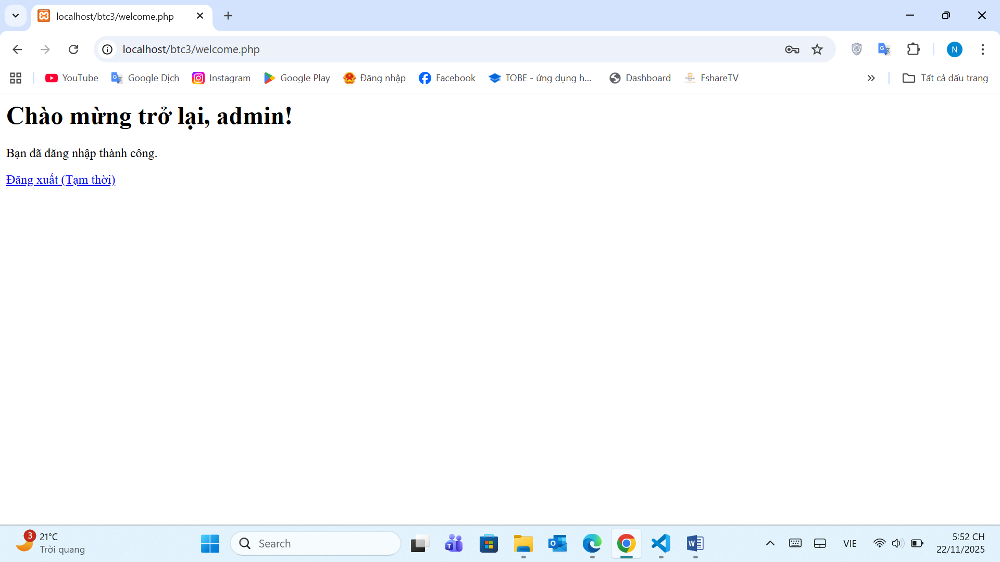 localhost/btc3/welcome.php
localhost/btc3/welcome.php
N
YouTube
Google Dịch
Instagram
Google Play
Đăng nhập
Facebook
TOBE - ứng dụng h...
Dashboard
FshareTV
Tất cả dấu trang
Chào mừng trở lại, admin!
Bạn đã đăng nhập thành công.
Đăng xuất (Tạm thời)
3
21°C
Trời quang
Search
VIE
5:52 CH
22/11/2025